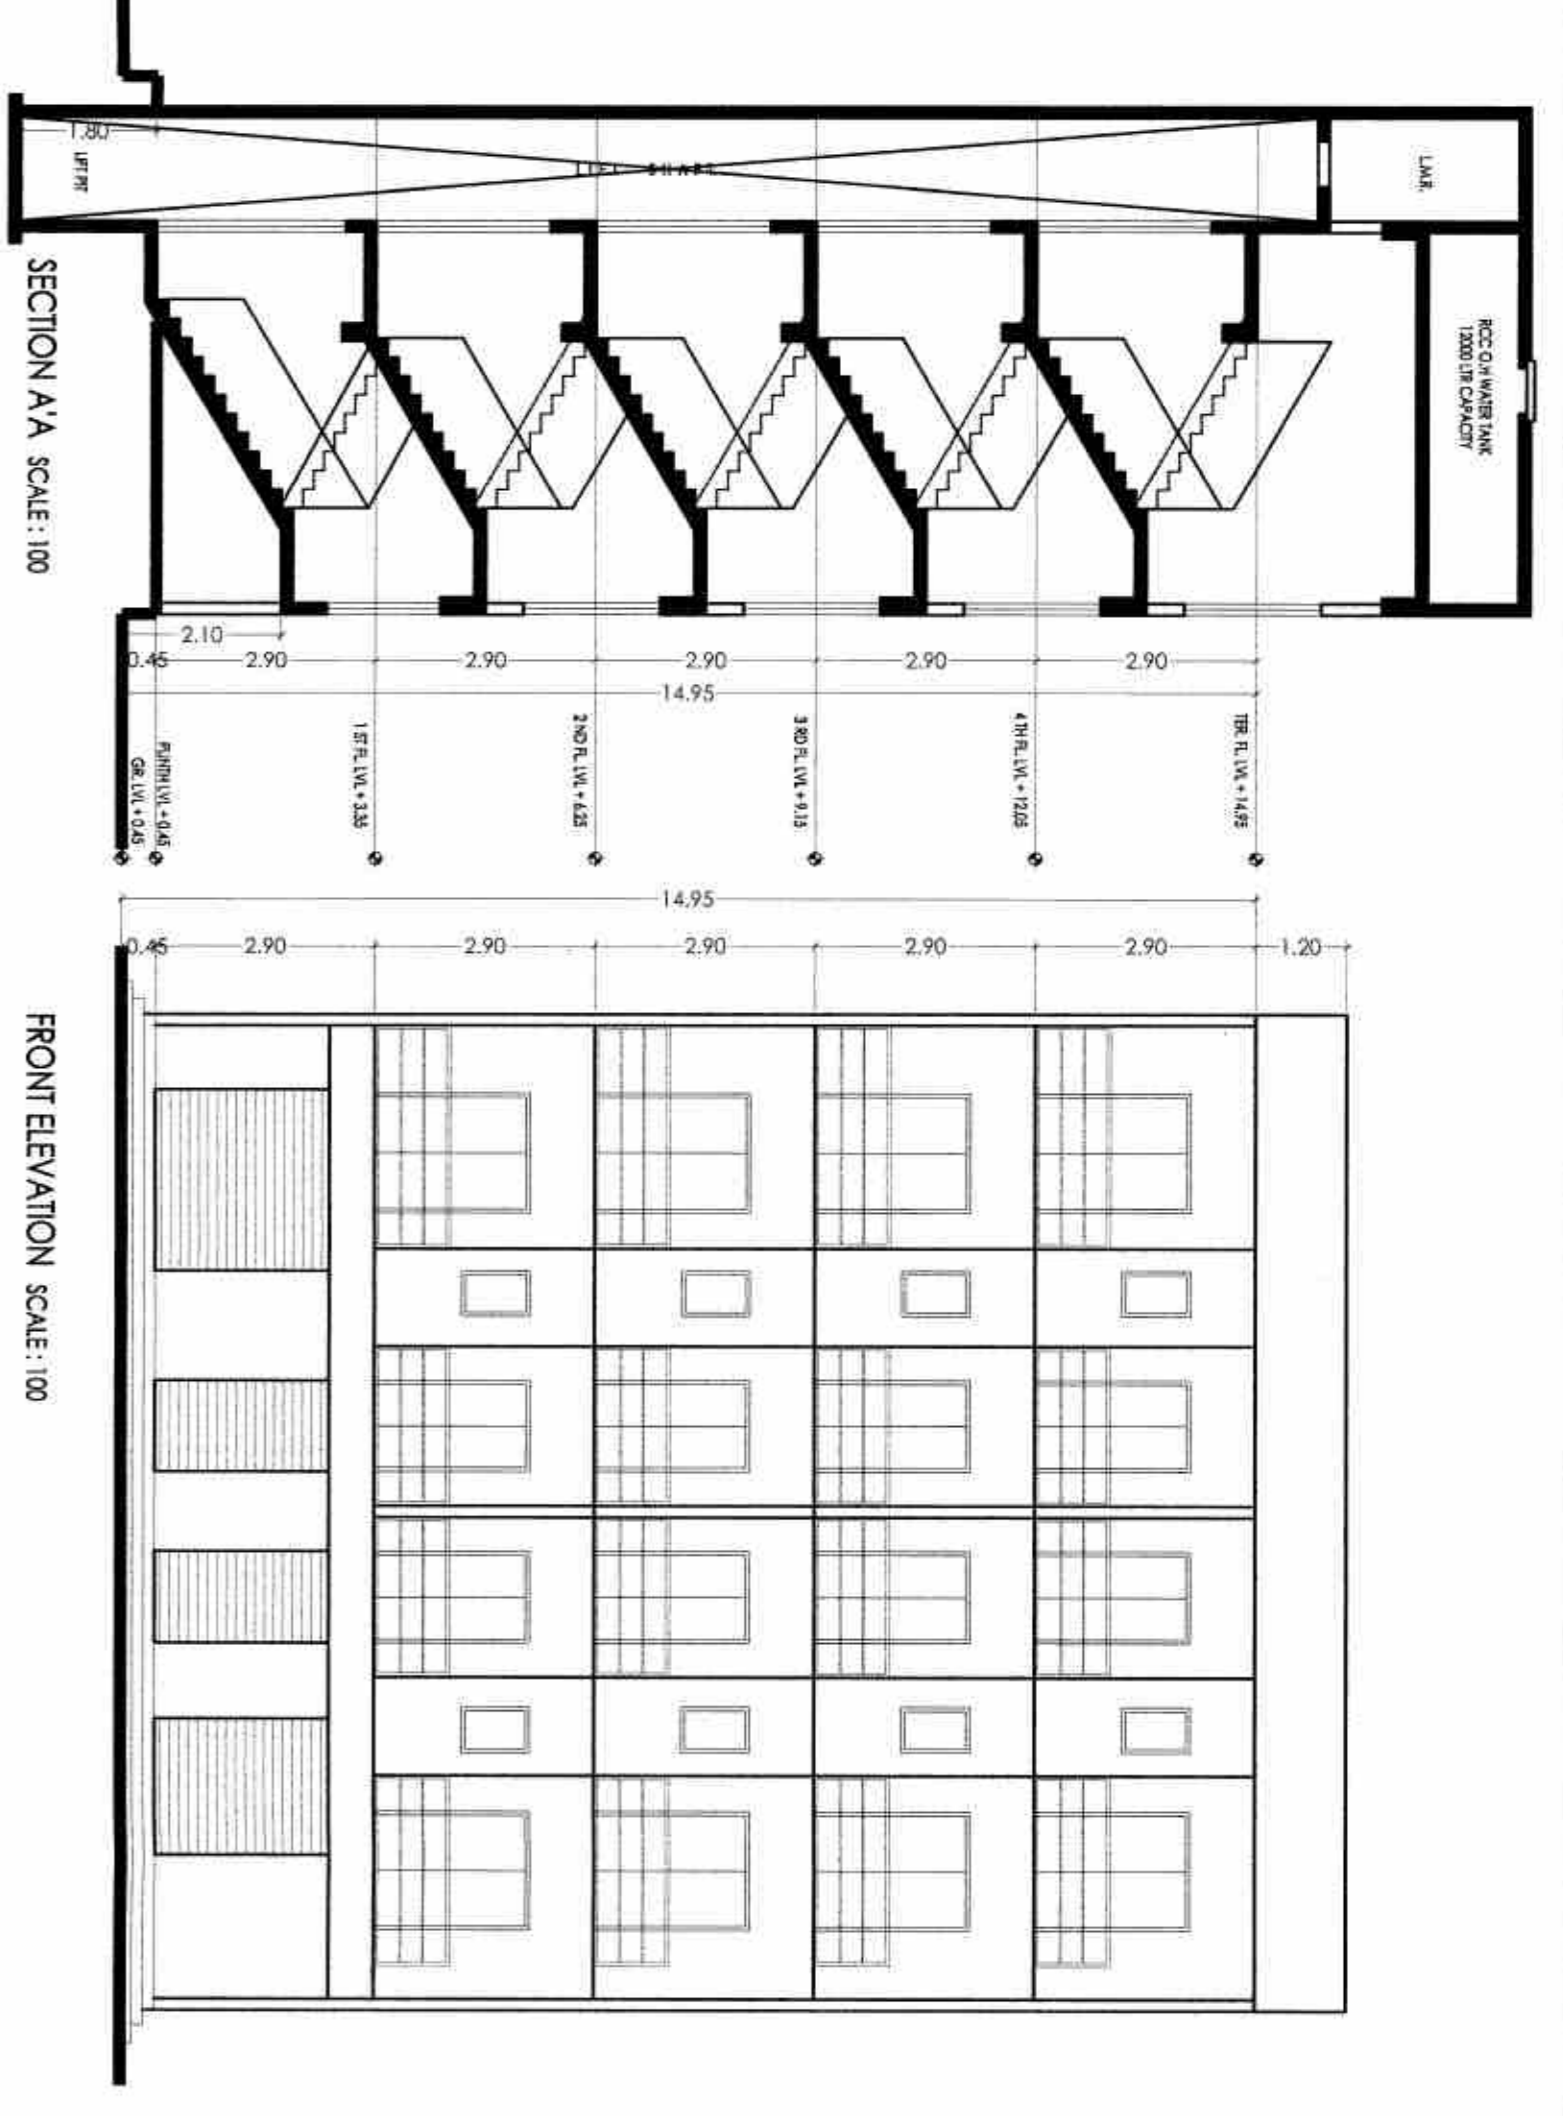 SECTION A'A SCALE : 100
1.80
LIFT PIT
LIFT SHAFT
L.M.R.
RCC O.H WATER TANK
12000 LTR CAPACITY
2.10
0.45
2.90
2.90
2.90
2.90
2.90
14.95
GR. LVL + 0.45
PLINTH LVL + 0.45
1 ST FL. LVL + 3.35
2 ND FL. LVL + 6.25
3 RD FL. LVL + 9.15
4 TH FL. LVL + 12.05
TER. FL. LVL + 14.95
14.95
0.45
2.90
2.90
2.90
2.90
2.90
1.20
FRONT ELEVATION SCALE : 100